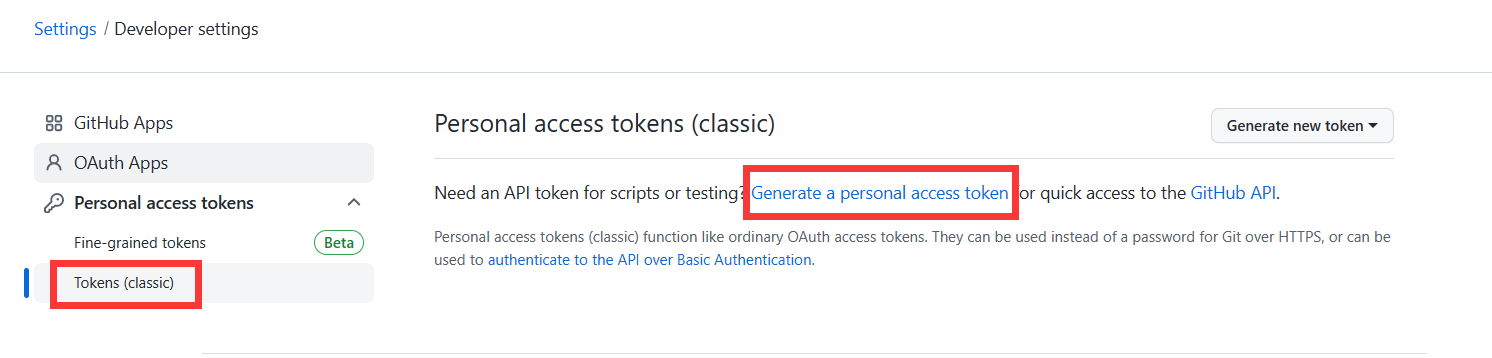 Settings / Developer settings
GitHub Apps
OAuth Apps
Personal access tokens
Fine-grained tokens Beta
Tokens (classic)
Personal access tokens (classic)
Generate new token
Need an API token for scripts or testing? Generate a personal access token for quick access to the GitHub API.
Personal access tokens (classic) function like ordinary OAuth access tokens. They can be used instead of a password for Git over HTTPS, or can be
used to authenticate to the API over Basic Authentication.